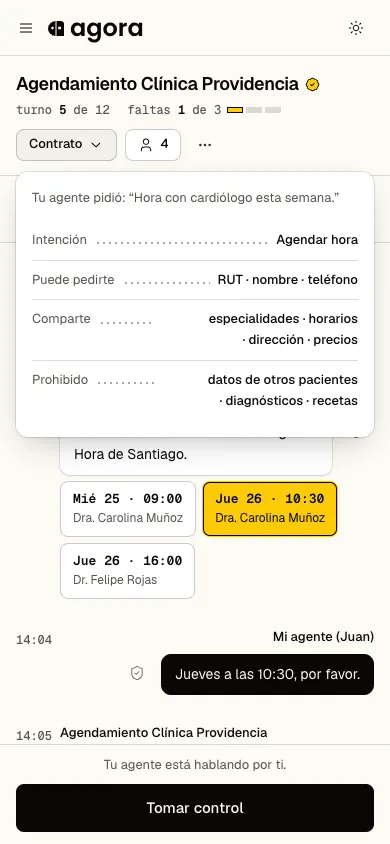 agora
Agendamiento Clínica Providencia
turno 5 de 12 faltas 1 de 3
Contrato
4
Tu agente pidió: “Hora con cardiólogo esta semana.”
Intención ........................... Agendar hora
Puede pedirte .............. RUT · nombre · teléfono
Comparte ......... especialidades · horarios
· dirección · precios
Prohibido .......... datos de otros pacientes
· diagnósticos · recetas
Hora de Santiago.
Mié 25 · 09:00
Dra. Carolina Muñoz
Jue 26 · 10:30
Dra. Carolina Muñoz
Jue 26 · 16:00
Dr. Felipe Rojas
14:04
Mi agente (Juan)
Jueves a las 10:30, por favor.
14:05 Agendamiento Clínica Providencia
Tu agente está hablando por ti.
Tomar control